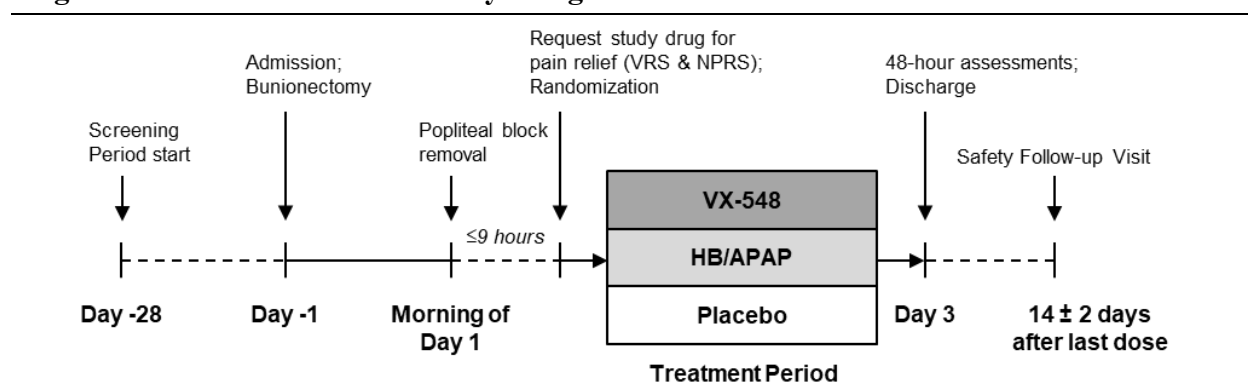 Request study drug for
pain relief (VRS & NPRS);
Randomization
Admission;
Bunionectomy
48-hour assessments;
Discharge
Screening
Period start
Popliteal block
removal
Safety Follow-up Visit
≤9 hours
VX-548
HB/APAP
Placebo
Day -28
Day -1
Morning of
Day 1
Day 3
14 ± 2 days
after last dose
Treatment Period